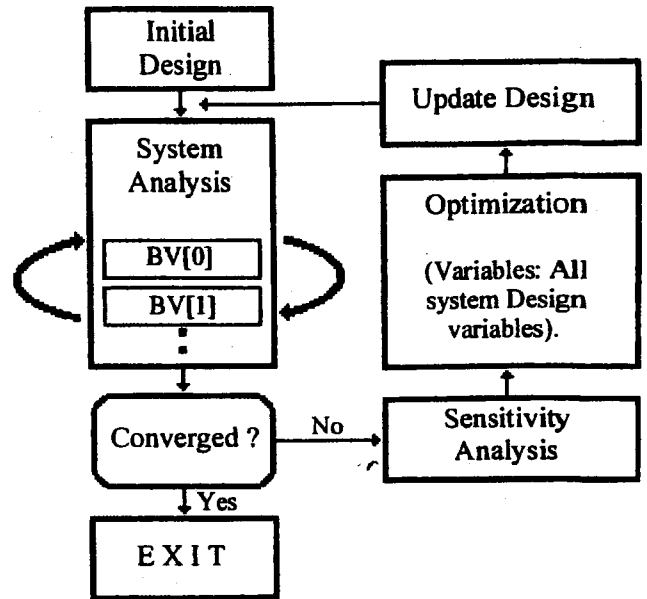 Initial
Design
System
Analysis
BV[0]
BV[1]
Converged ?
No
Yes
E X I T
Update Design
Optimization
(Variables: All
system Design
variables).
Sensitivity
Analysis